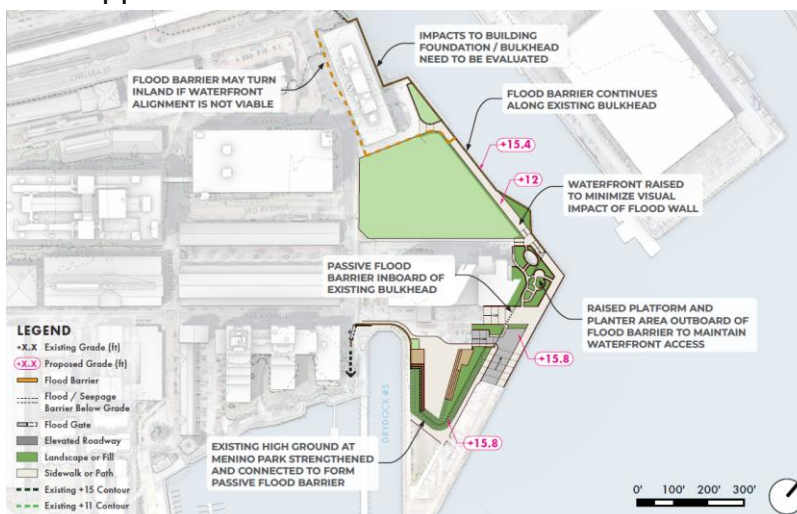 IMPACTS TO BUILDING
FOUNDATION / BULKHEAD
NEED TO BE EVALUATED
CHELSEA ST
FLOOD BARRIER MAY TURN
INLAND IF WATERFRONT
ALIGNMENT IS NOT VIABLE
FLOOD BARRIER CONTINUES
ALONG EXISTING BULKHEAD
+15.4
+12
WATERFRONT RAISED
TO MINIMIZE VISUAL
IMPACT OF FLOOD WALL
3RD AVENUE
PASSIVE FLOOD
BARRIER INBOARD OF
EXISTING BULKHEAD
RAISED PLATFORM AND
PLANTER AREA OUTBOARD OF
FLOOD BARRIER TO MAINTAIN
WATERFRONT ACCESS
+15.8
DRYDOCK #5
+15.8
EXISTING HIGH GROUND AT
MENINO PARK STRENGTHENED
AND CONNECTED TO FORM
PASSIVE FLOOD BARRIER
LEGEND
+X.X Existing Grade (ft)
+X.X Proposed Grade (ft)
Flood Barrier
Flood / Seepage
Barrier Below Grade
Flood Gate
Elevated Roadway
Landscape or Fill
Sidewalk or Path
Existing +15 Contour
Existing +11 Contour
0' 100' 200' 300'